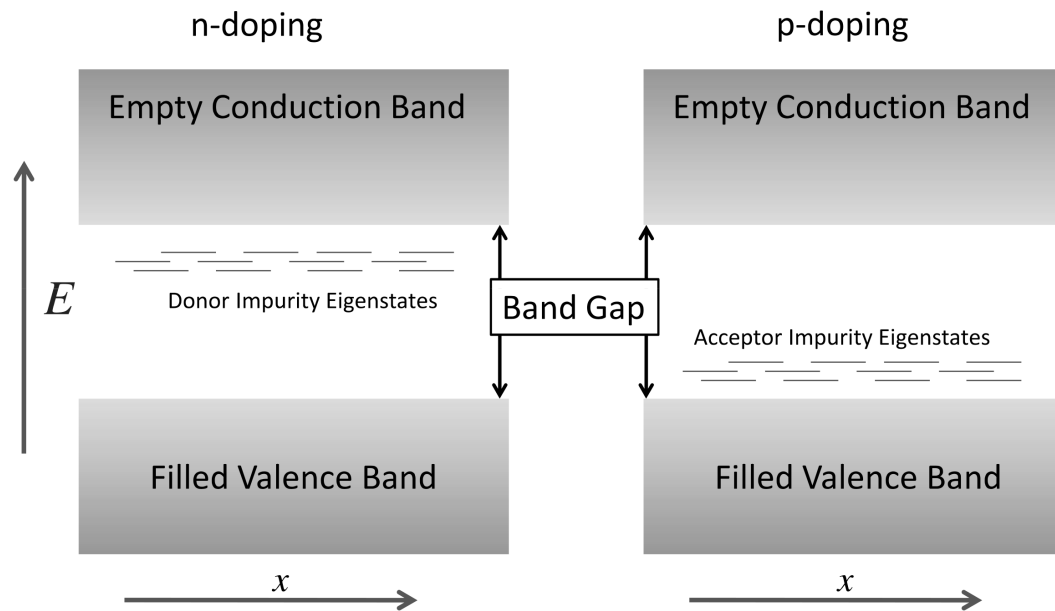 n-doping
p-doping
Empty Conduction Band
Empty Conduction Band
E
Donor Impurity Eigenstates
Band Gap
Acceptor Impurity Eigenstates
Filled Valence Band
Filled Valence Band
x
x